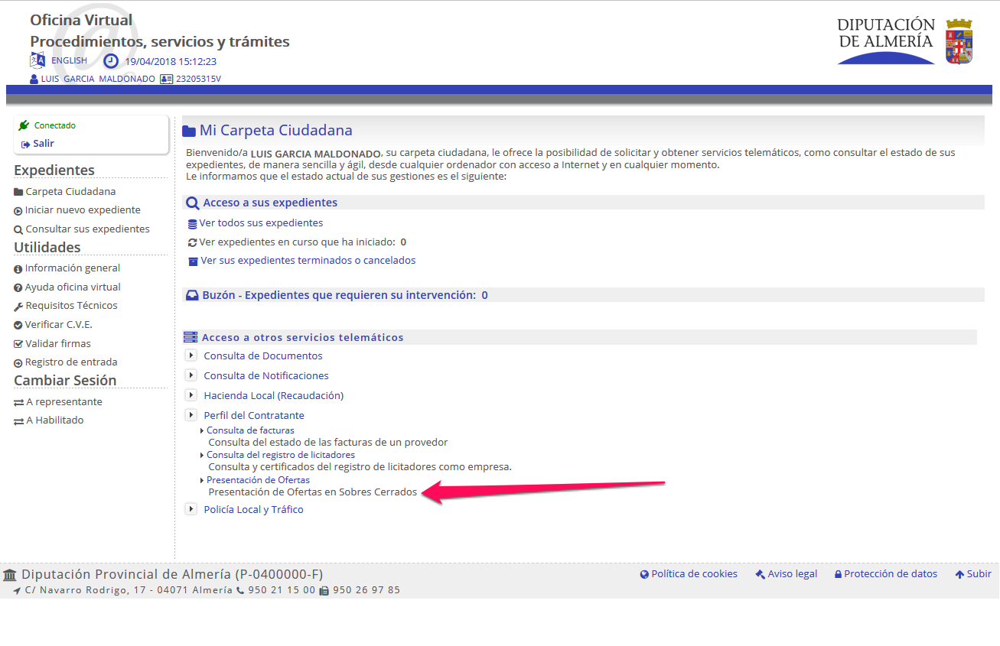 Oficina Virtual
Procedimientos, servicios y trámites
ENGLISH 19/04/2018 15:12:23
LUIS GARCIA MALDONADO 23205315V
DIPUTACIÓN
DE ALMERÍA
Conectado
Salir
Expedientes
Carpeta Ciudadana
Iniciar nuevo expediente
Consultar sus expedientes
Utilidades
Información general
Ayuda oficina virtual
Requisitos Técnicos
Verificar C.V.E.
Validar firmas
Registro de entrada
Cambiar Sesión
A representante
A Habilitado
Mi Carpeta Ciudadana
Bienvenido/a LUIS GARCIA MALDONADO, su carpeta ciudadana, le ofrece la posibilidad de solicitar y obtener servicios telemáticos, como consultar el estado de sus
expedientes, de manera sencilla y ágil, desde cualquier ordenador con acceso a Internet y en cualquier momento.
Le informamos que el estado actual de sus gestiones es el siguiente:
Acceso a sus expedientes
Ver todos sus expedientes
Ver expedientes en curso que ha iniciado: 0
Ver sus expedientes terminados o cancelados
Buzón - Expedientes que requieren su intervención: 0
Acceso a otros servicios telemáticos
Consulta de Documentos
Consulta de Notificaciones
Hacienda Local (Recaudación)
Perfil del Contratante
Consulta de facturas
Consulta del estado de las facturas de un provedor
Consulta del registro de licitadores
Consulta y certificados del registro de licitadores como empresa.
Presentación de Ofertas
Presentación de Ofertas en Sobres Cerrados
Policía Local y Tráfico
Diputación Provincial de Almería (P-0400000-F)
C/ Navarro Rodrigo, 17 - 04071 Almería 950 21 15 00 950 26 97 85
Política de cookies Aviso legal Protección de datos Subir